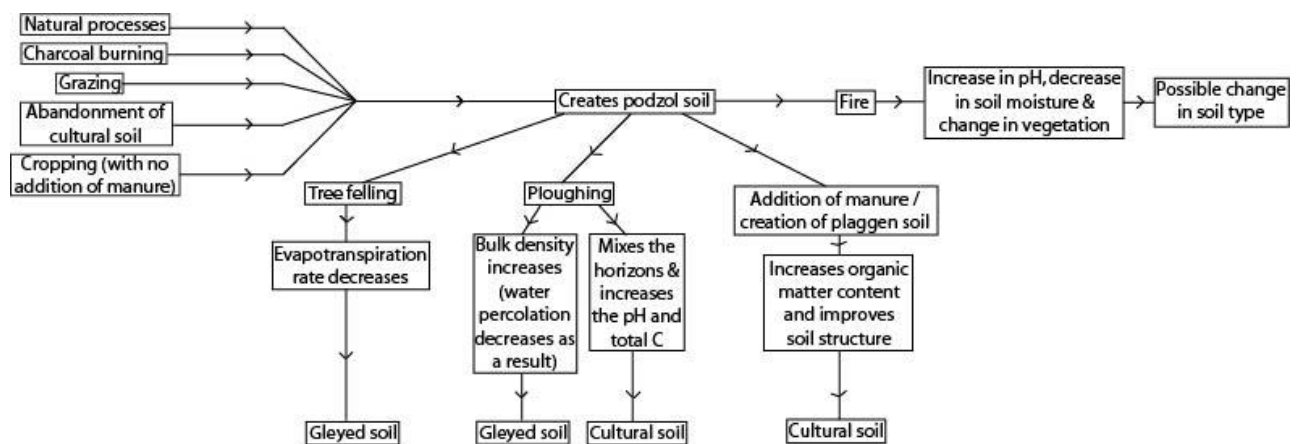 Natural processes
Charcoal burning
Grazing
Abandonment of
cultural soil
Cropping (with no
addition of manure)
Creates podzol soil
Fire
Increase in pH, decrease
in soil moisture &
change in vegetation
Possible change
in soil type
Tree felling
Evapotranspiration
rate decreases
Gleyed soil
Ploughing
Bulk density
increases
(water
percolation
decreases as
a result)
Gleyed soil
Mixes the
horizons &
increases
the pH and
total C
Cultural soil
Addition of manure /
creation of plaggen soil
Increases organic
matter content
and improves
soil structure
Cultural soil